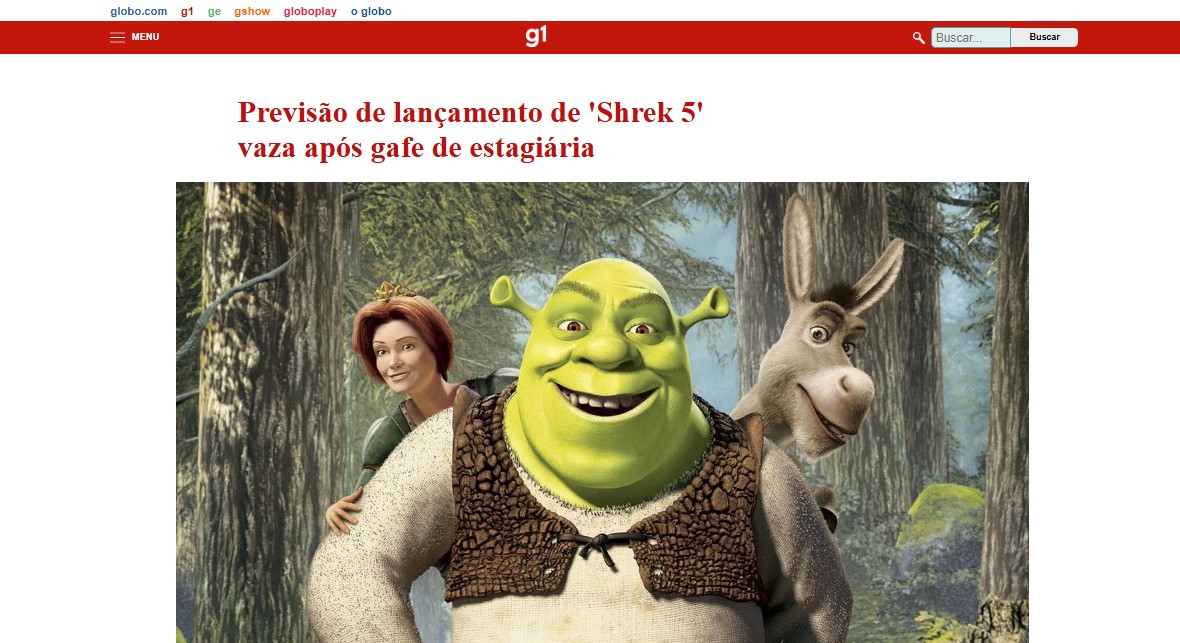 globo.com g1 ge gshow globoplay o globo
MENU g1 Buscar... Buscar
Previsão de lançamento de 'Shrek 5'
vaza após gafe de estagiária